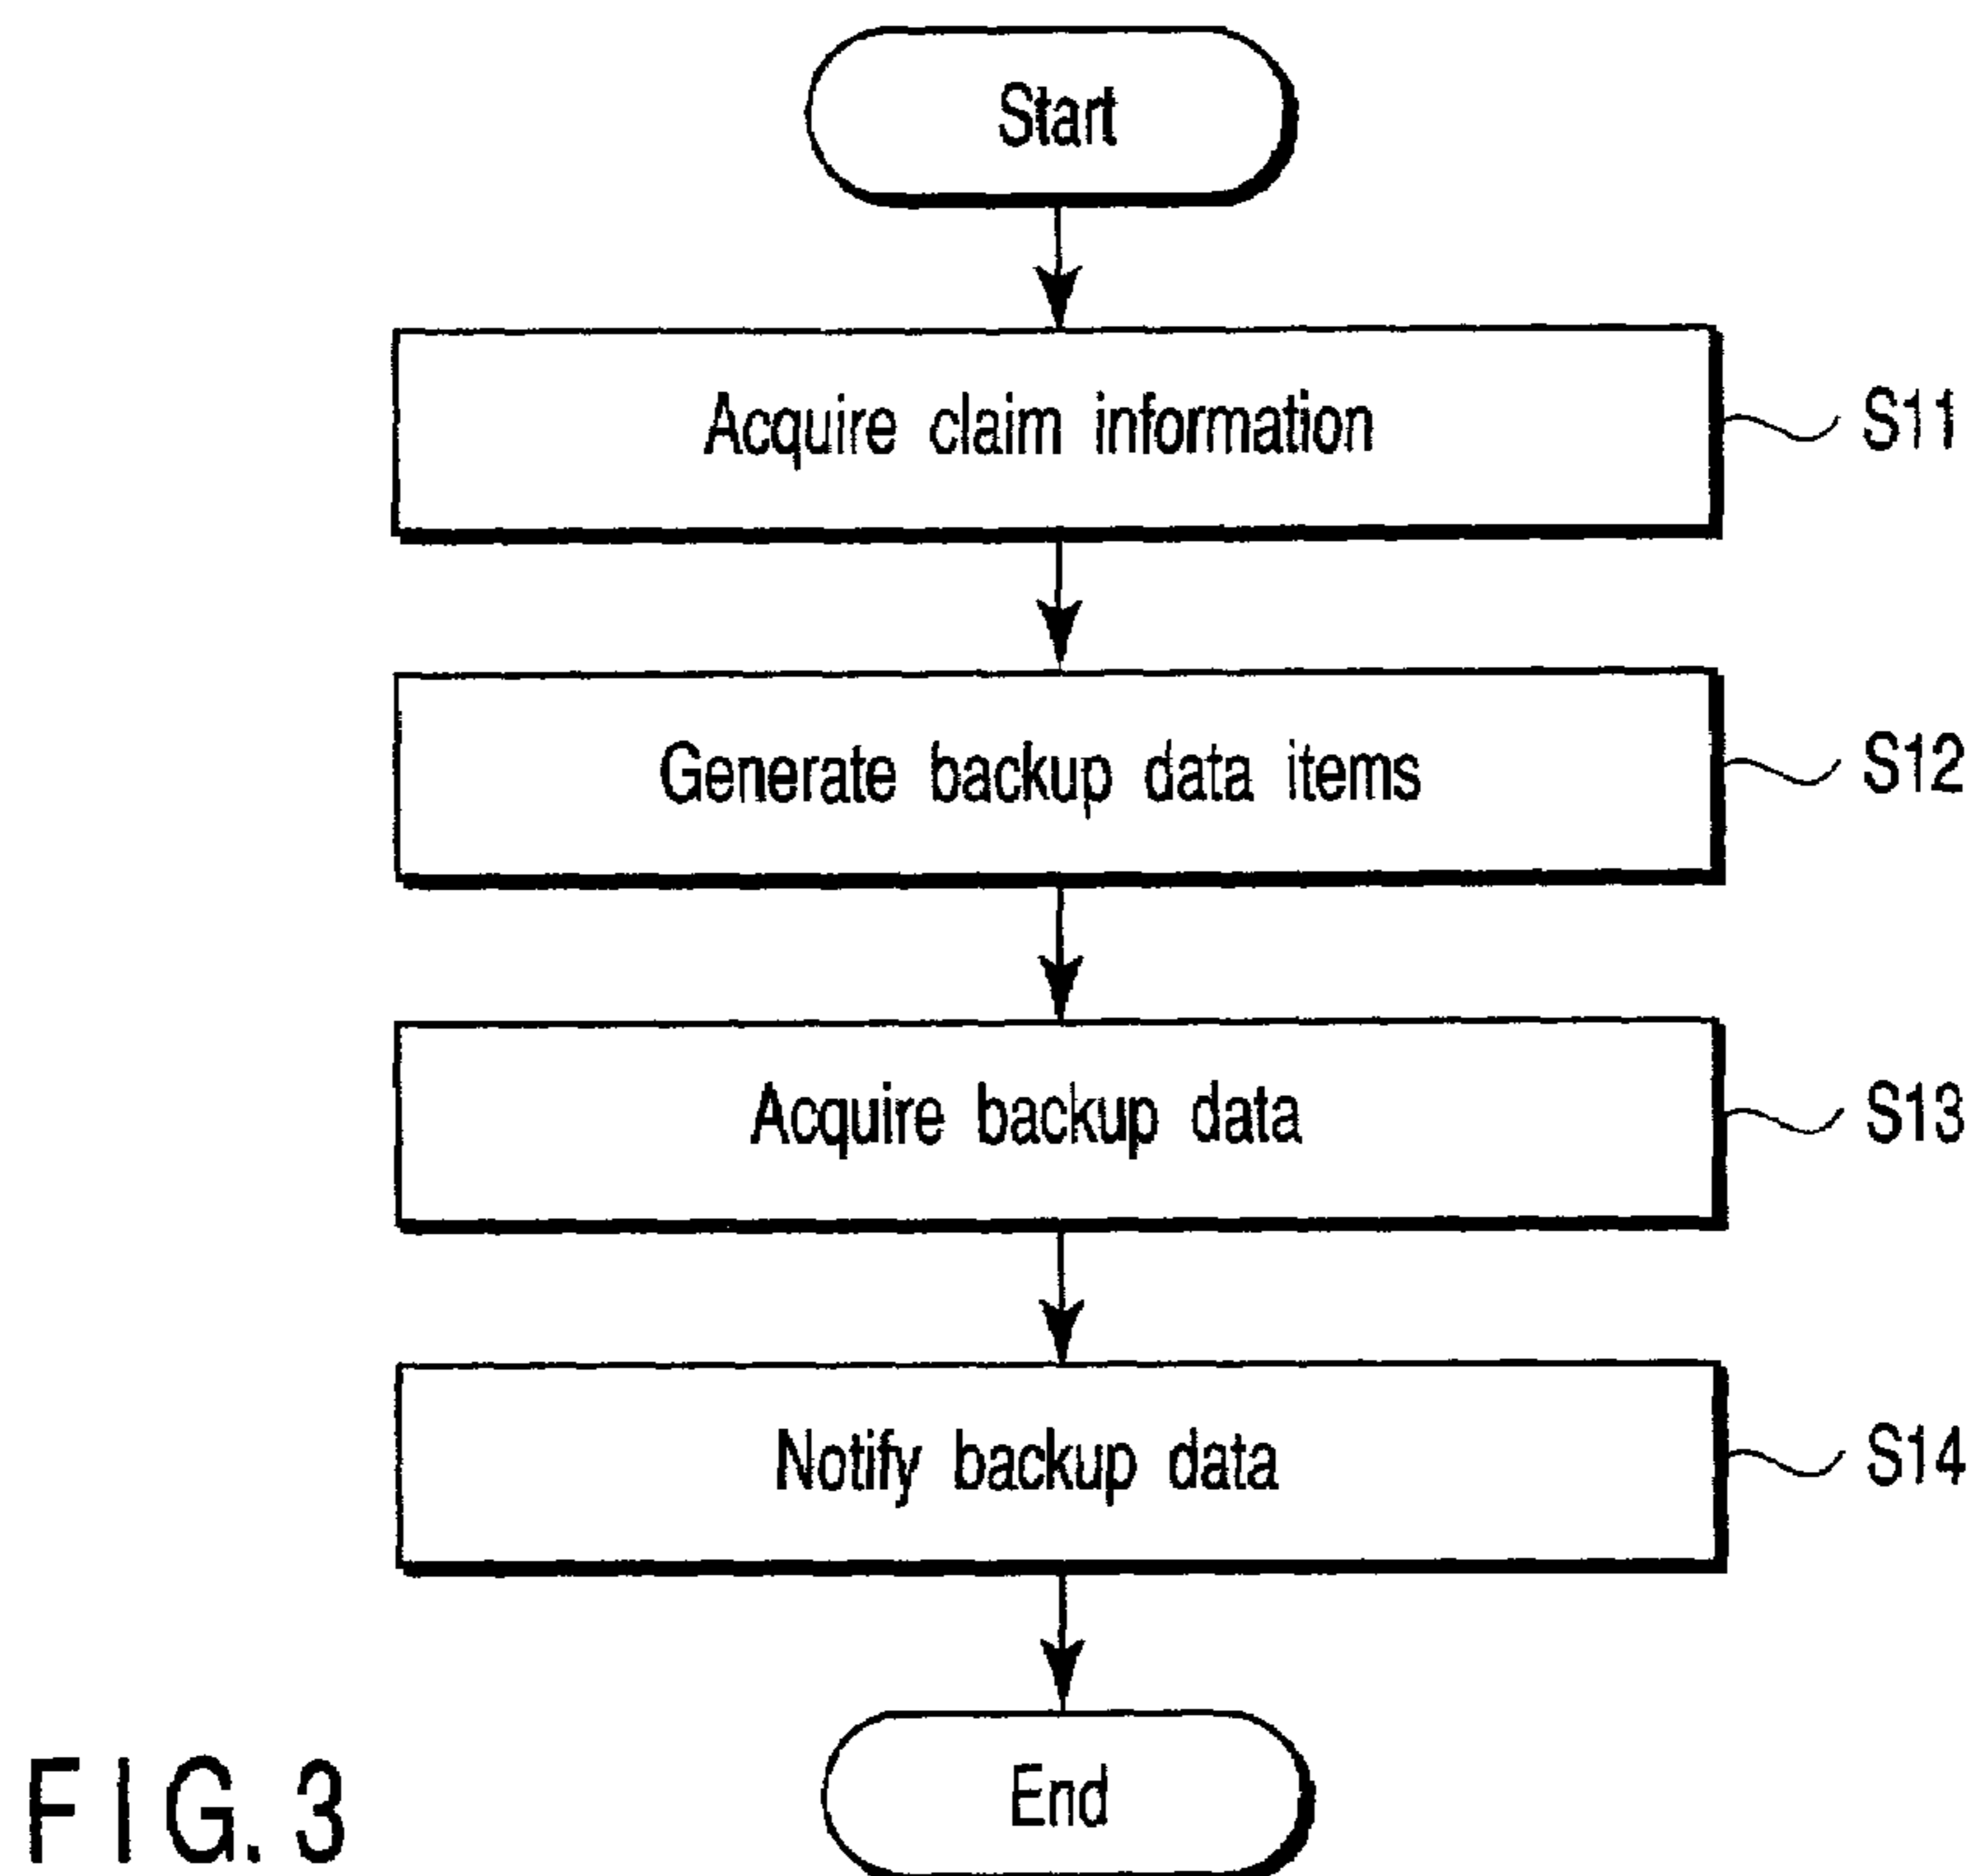 Start
Acquire claim information
S11
Generate backup data items
S12
Acquire backup data
S13
Notify backup data
S14
End
FIG. 3